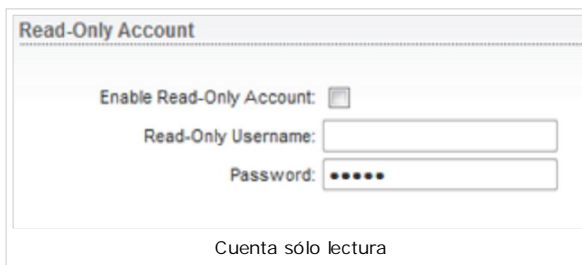 Read-Only Account
Enable Read-Only Account:
Read-Only Username:
Password: •••••
Cuenta sólo lectura